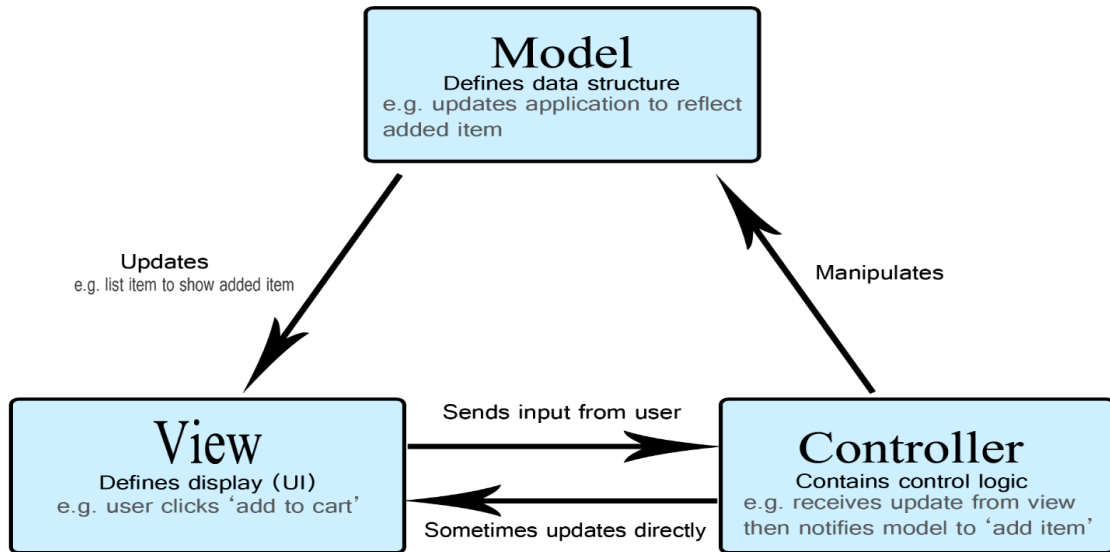 Model
Defines data structure
e.g. updates application to reflect
added item
Updates
e.g. list item to show added item
Manipulates
Sends input from user
View
Defines display (UI)
e.g. user clicks ‘add to cart’
Controller
Contains control logic
e.g. receives update from view
then notifies model to ‘add item’
Sometimes updates directly